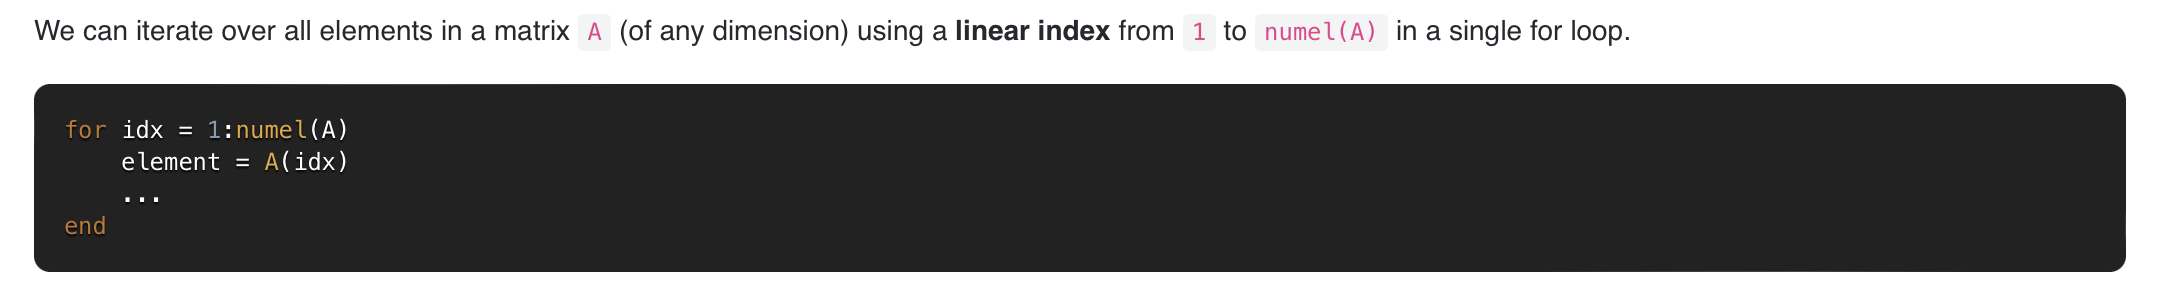 We can iterate over all elements in a matrix A (of any dimension) using a linear index from 1 to numel(A) in a single for loop.
for idx = 1:numel(A)
    element = A(idx)
    ...
end